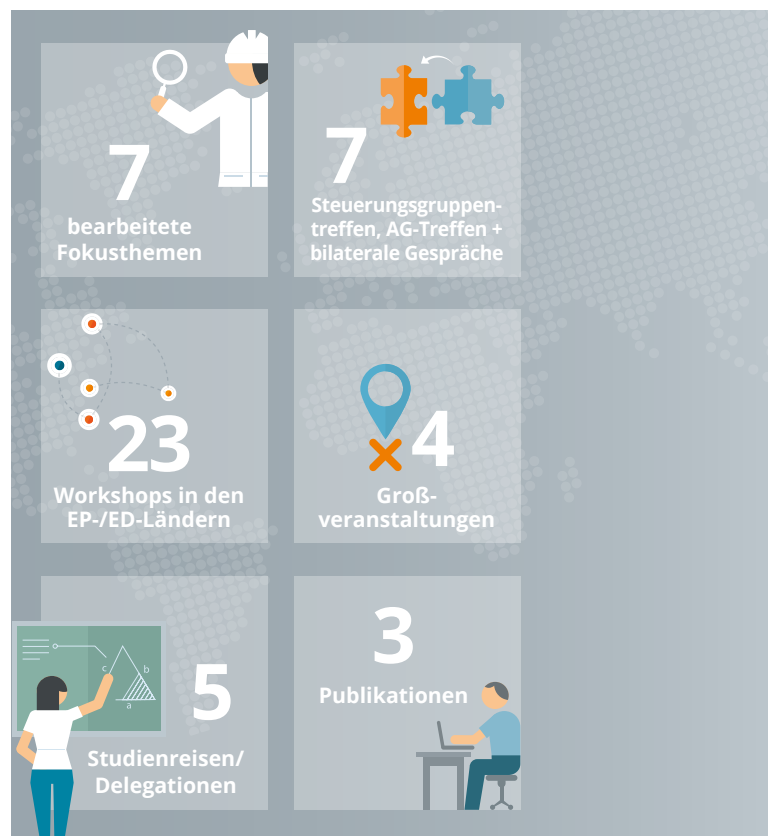 7
bearbeitete
Fokusthemen
7
Steuerungsgruppen-
treffen, AG-Treffen +
bilaterale Gespräche
23
Workshops in den
EP-/ED-Ländern
4
Groß-
veranstaltungen
c
b
a
5
Studienreisen/
Delegationen
3
Publikationen